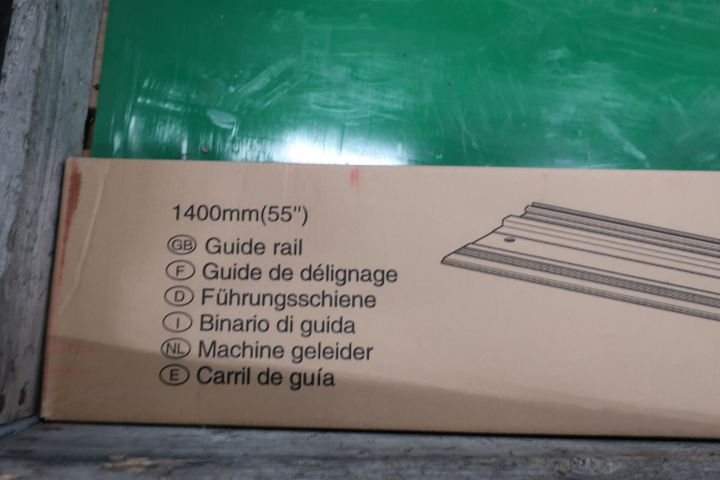 1400mm(55")
GB Guide rail
F Guide de délignage
D Führungsschiene
I Binario di guida
NL Machine geleider
E Carril de guía